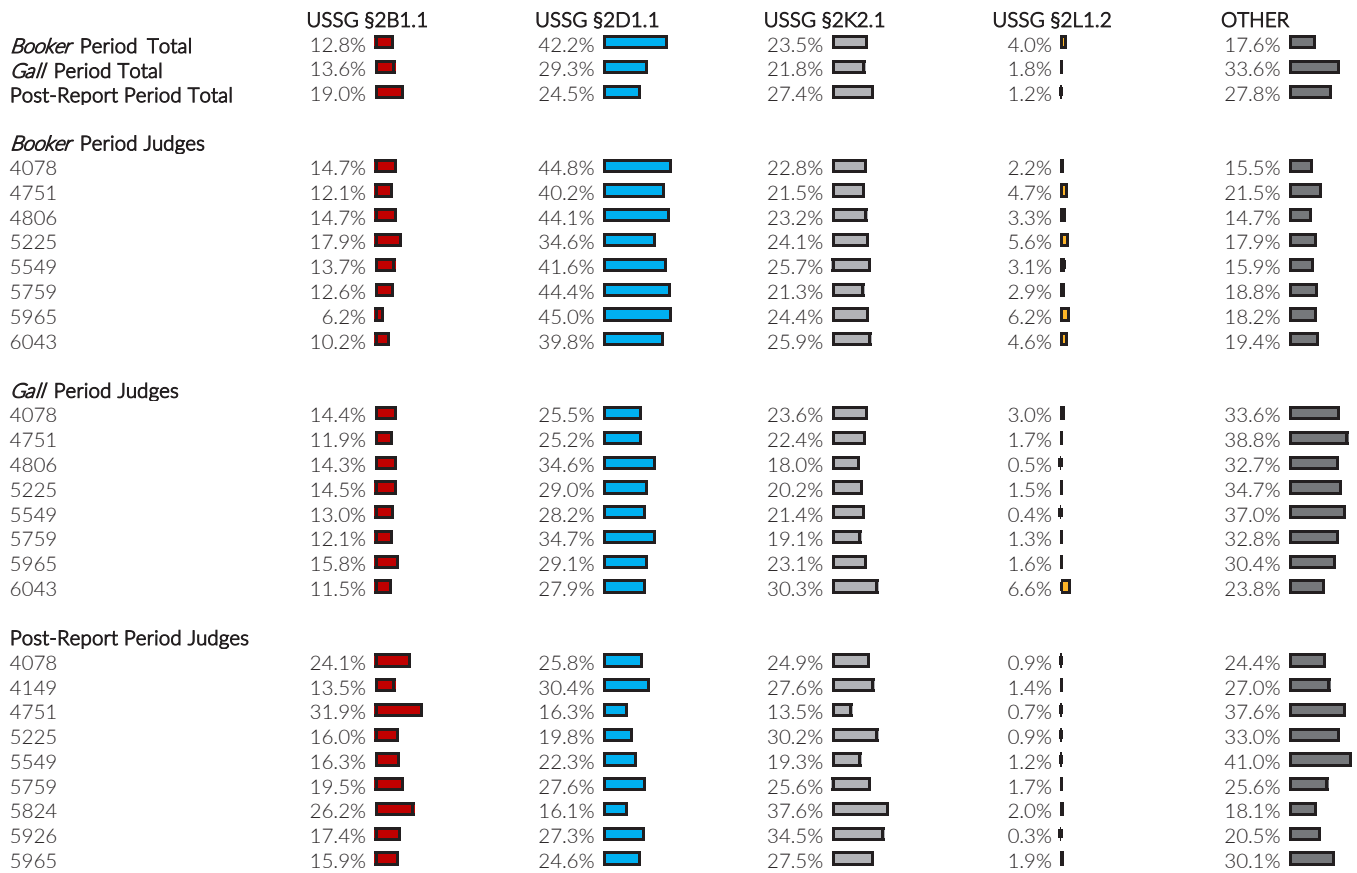 USSG §2B1.1 USSG §2D1.1 USSG §2K2.1 USSG §2L1.2 OTHER
Booker Period Total 12.8% 42.2% 23.5% 4.0% 17.6%
Gall Period Total 13.6% 29.3% 21.8% 1.8% 33.6%
Post-Report Period Total 19.0% 24.5% 27.4% 1.2% 27.8%
Booker Period Judges
4078 14.7% 44.8% 22.8% 2.2% 15.5%
4751 12.1% 40.2% 21.5% 4.7% 21.5%
4806 14.7% 44.1% 23.2% 3.3% 14.7%
5225 17.9% 34.6% 24.1% 5.6% 17.9%
5549 13.7% 41.6% 25.7% 3.1% 15.9%
5759 12.6% 44.4% 21.3% 2.9% 18.8%
5965 6.2% 45.0% 24.4% 6.2% 18.2%
6043 10.2% 39.8% 25.9% 4.6% 19.4%
Gall Period Judges
4078 14.4% 25.5% 23.6% 3.0% 33.6%
4751 11.9% 25.2% 22.4% 1.7% 38.8%
4806 14.3% 34.6% 18.0% 0.5% 32.7%
5225 14.5% 29.0% 20.2% 1.5% 34.7%
5549 13.0% 28.2% 21.4% 0.4% 37.0%
5759 12.1% 34.7% 19.1% 1.3% 32.8%
5965 15.8% 29.1% 23.1% 1.6% 30.4%
6043 11.5% 27.9% 30.3% 6.6% 23.8%
Post-Report Period Judges
4078 24.1% 25.8% 24.9% 0.9% 24.4%
4149 13.5% 30.4% 27.6% 1.4% 27.0%
4751 31.9% 16.3% 13.5% 0.7% 37.6%
5225 16.0% 19.8% 30.2% 0.9% 33.0%
5549 16.3% 22.3% 19.3% 1.2% 41.0%
5759 19.5% 27.6% 25.6% 1.7% 25.6%
5824 26.2% 16.1% 37.6% 2.0% 18.1%
5926 17.4% 27.3% 34.5% 0.3% 20.5%
5965 15.9% 24.6% 27.5% 1.9% 30.1%